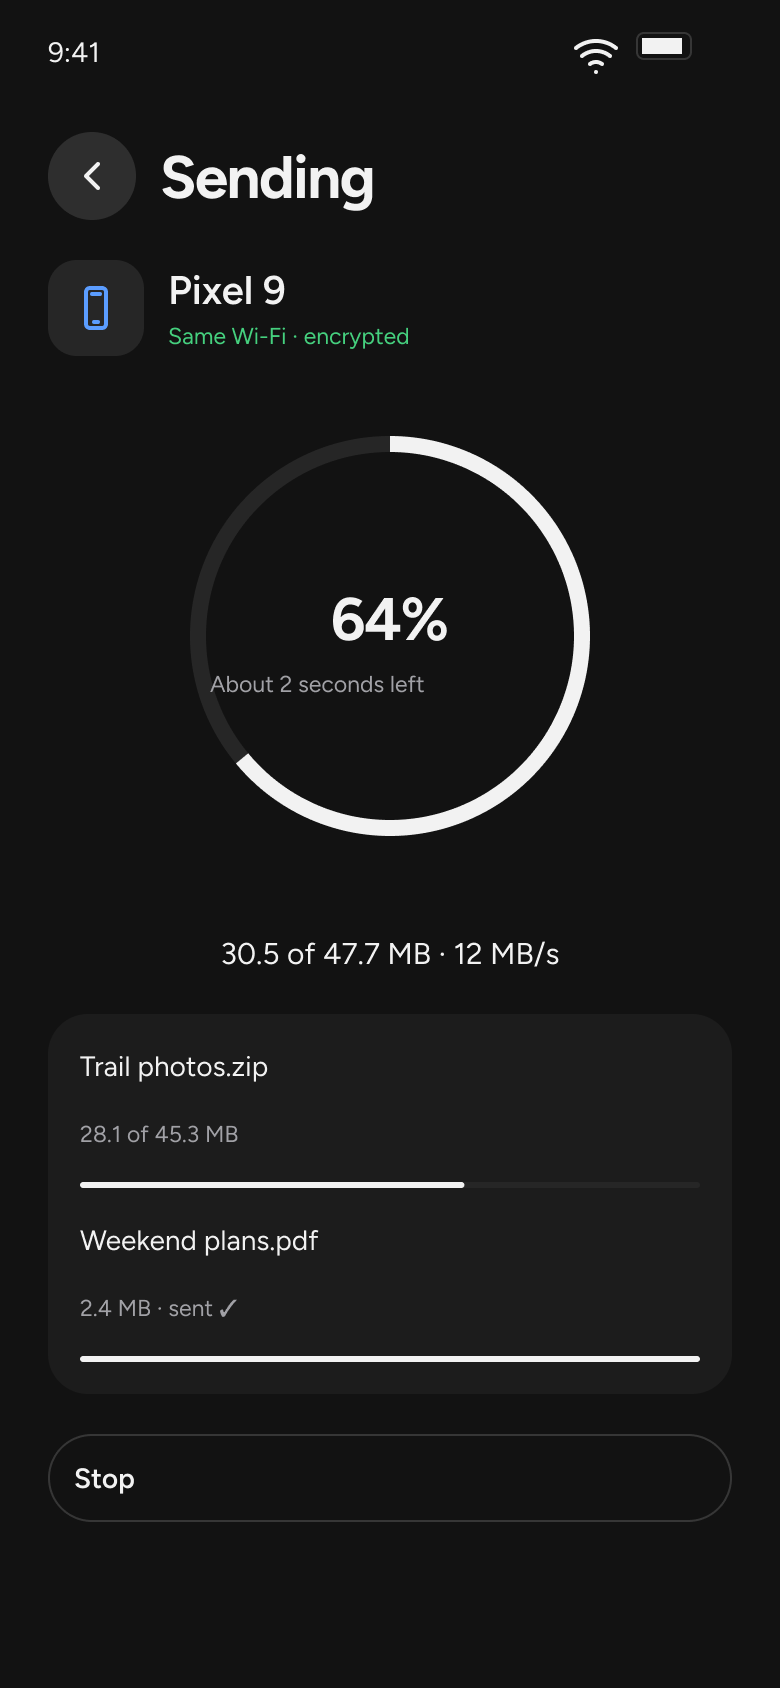 9:41
Sending
Pixel 9
Same Wi-Fi · encrypted
64%
About 2 seconds left
30.5 of 47.7 MB · 12 MB/s
Trail photos.zip
28.1 of 45.3 MB
Weekend plans.pdf
2.4 MB · sent ✓
Stop